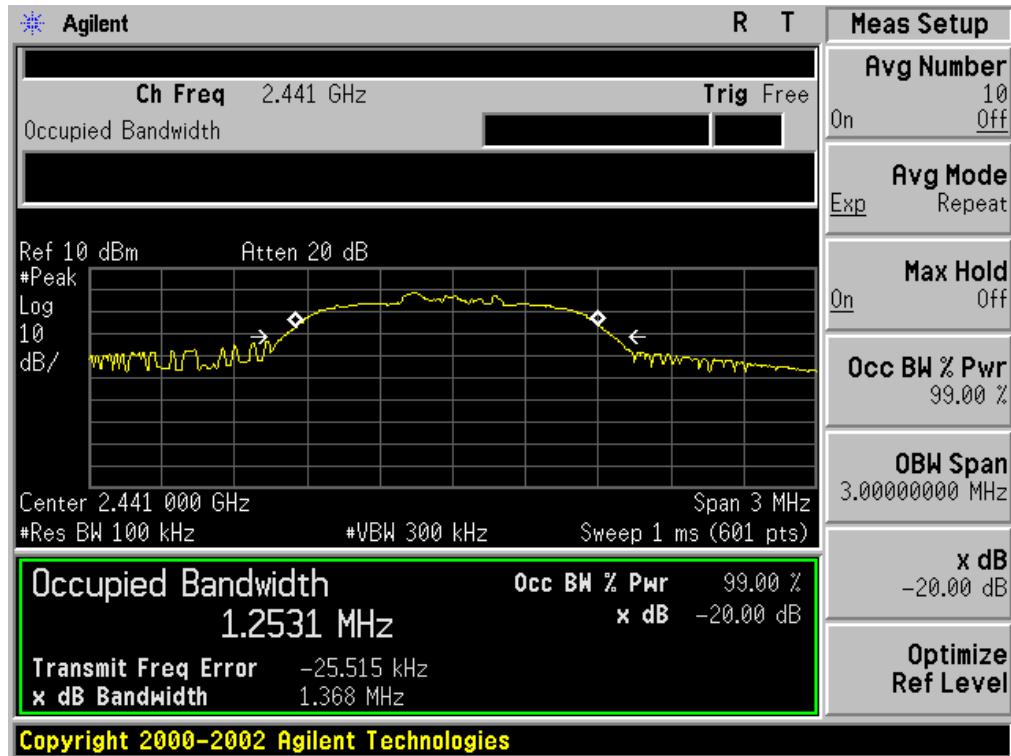 Agilent R T
Ch Freq 2.441 GHz Trig Free
Occupied Bandwidth
Ref 10 dBm Atten 20 dB
#Peak
Log
10
dB/
Center 2.441 000 GHz Span 3 MHz
#Res BW 100 kHz #VBW 300 kHz Sweep 1 ms (601 pts)
Occupied Bandwidth Occ BW % Pwr 99.00 %
1.2531 MHz x dB -20.00 dB
Transmit Freq Error -25.515 kHz
x dB Bandwidth 1.368 MHz
Copyright 2000-2002 Agilent Technologies
Meas Setup
Avg Number
10
On Off
Avg Mode
Exp Repeat
Max Hold
On Off
Occ BW % Pwr
99.00 %
OBW Span
3.00000000 MHz
x dB
-20.00 dB
Optimize
Ref Level